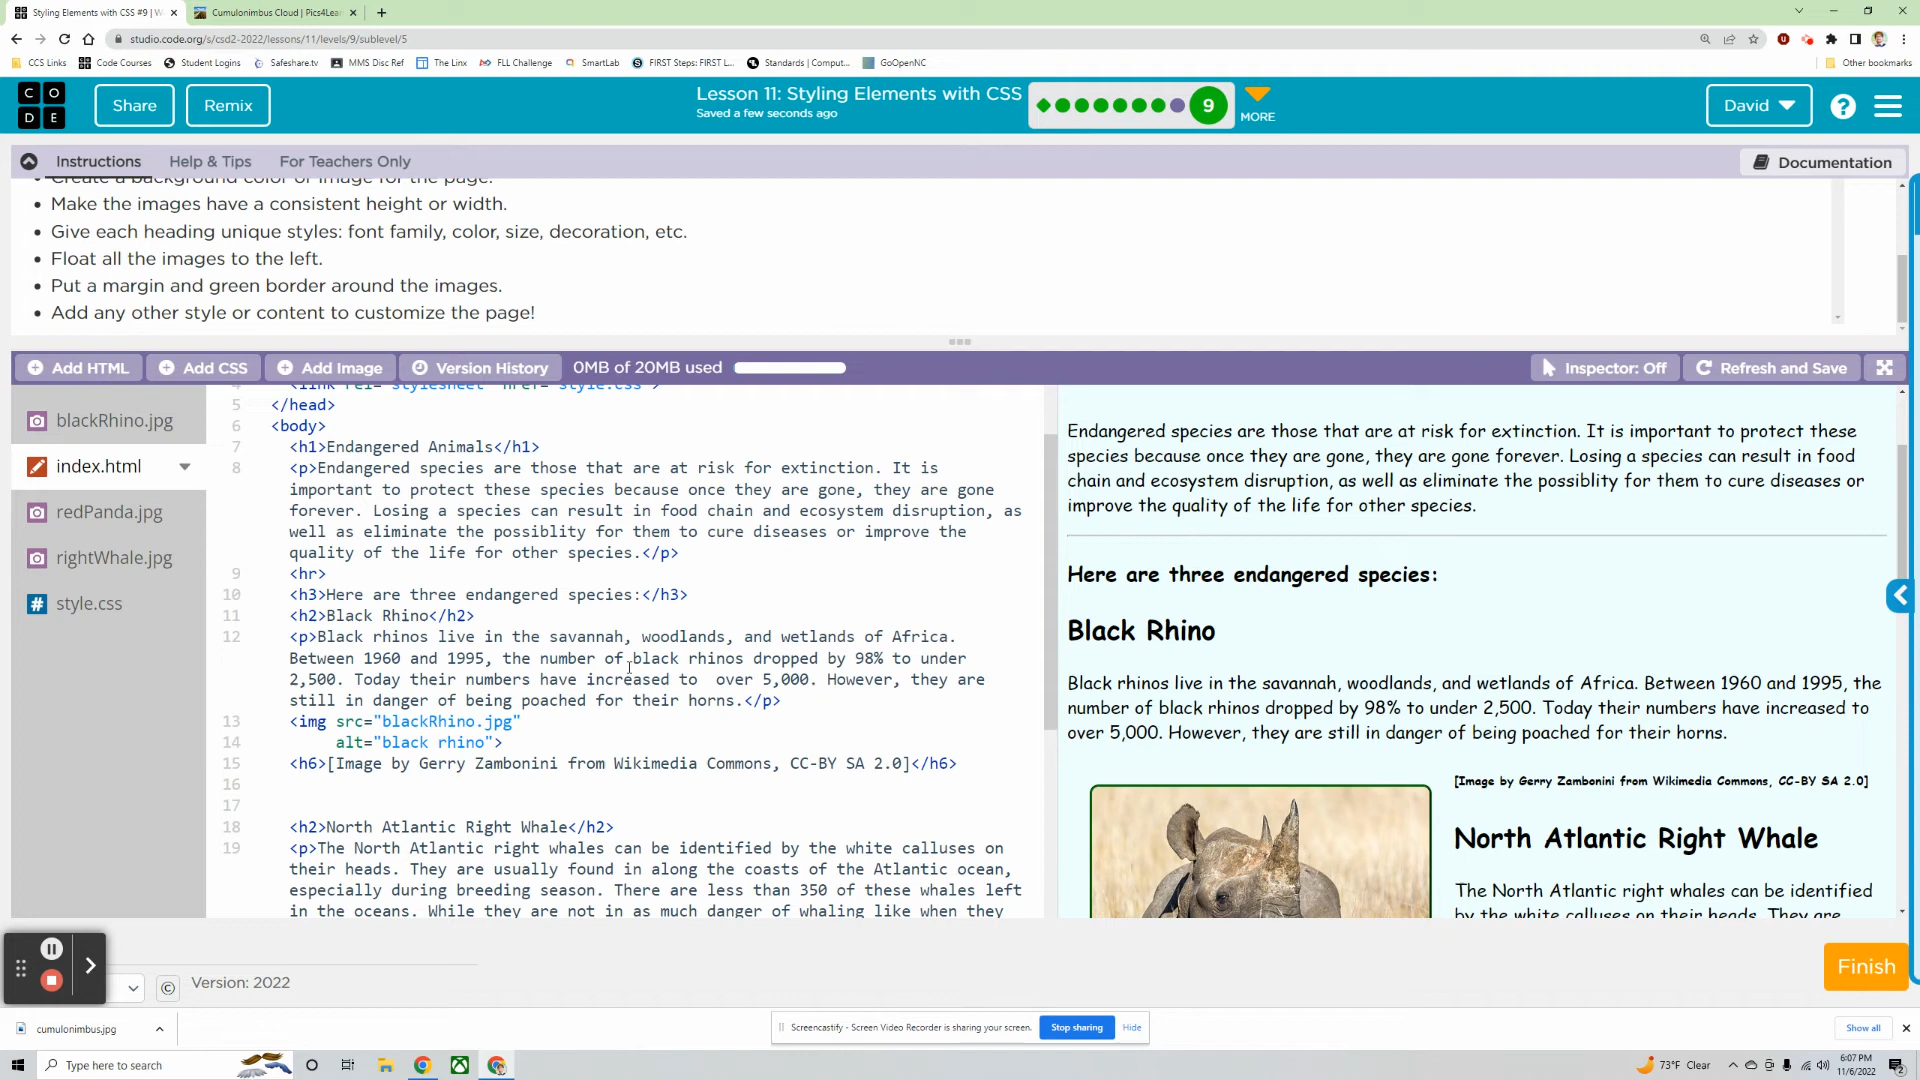 Styling Elements with CSS #9 | W
Cumulonimbus Cloud | Pics4Lear
studio.code.org/s/csd2-2022/lessons/11/levels/9/sublevel/5
CCS Links
Code Courses
Student Logins
Safeshare.tv
MMS Disc Ref
The Linx
FLL Challenge
SmartLab
FIRST Steps: FIRST L...
Standards | Comput...
GoOpenNC
Other bookmarks
C O
D E
Share
Remix
Lesson 11: Styling Elements with CSS
Saved a few seconds ago
9
MORE
David
Instructions
Help & Tips
For Teachers Only
Documentation
Create a background color or image for the page.
Make the images have a consistent height or width.
Give each heading unique styles: font family, color, size, decoration, etc.
Float all the images to the left.
Put a margin and green border around the images.
Add any other style or content to customize the page!
Add HTML
Add CSS
Add Image
Version History
0MB of 20MB used
Inspector: Off
Refresh and Save
blackRhino.jpg
index.html
redPanda.jpg
rightWhale.jpg
# style.css
4 <link rel="stylesheet" href="style.css">
5 </head>
6 <body>
7 <h1>Endangered Animals</h1>
8 <p>Endangered species are those that are at risk for extinction. It is
important to protect these species because once they are gone, they are gone
forever. Losing a species can result in food chain and ecosystem disruption, as
well as eliminate the possiblity for them to cure diseases or improve the
quality of the life for other species.</p>
9 <hr>
10 <h3>Here are three endangered species:</h3>
11 <h2>Black Rhino</h2>
12 <p>Black rhinos live in the savannah, woodlands, and wetlands of Africa.
Between 1960 and 1995, the number of black rhinos dropped by 98% to under
2,500. Today their numbers have increased to over 5,000. However, they are
still in danger of being poached for their horns.</p>
13 <img src="blackRhino.jpg"
14 alt="black rhino">
15 <h6>[Image by Gerry Zambonini from Wikimedia Commons, CC-BY SA 2.0]</h6>
16
17
18 <h2>North Atlantic Right Whale</h2>
19 <p>The North Atlantic right whales can be identified by the white calluses on
their heads. They are usually found in along the coasts of the Atlantic ocean,
especially during breeding season. There are less than 350 of these whales left
in the oceans. While they are not in as much danger of whaling like when they
Endangered species are those that are at risk for extinction. It is important to protect these
species because once they are gone, they are gone forever. Losing a species can result in food
chain and ecosystem disruption, as well as eliminate the possiblity for them to cure diseases or
improve the quality of the life for other species.
Here are three endangered species:
Black Rhino
Black rhinos live in the savannah, woodlands, and wetlands of Africa. Between 1960 and 1995, the
number of black rhinos dropped by 98% to under 2,500. Today their numbers have increased to
over 5,000. However, they are still in danger of being poached for their horns.
[Image by Gerry Zambonini from Wikimedia Commons, CC-BY SA 2.0]
North Atlantic Right Whale
The North Atlantic right whales can be identified
by the white calluses on their heads. They are
Finish
© Version: 2022
cumulonimbus.jpg
Screencastify - Screen Video Recorder is sharing your screen.
Stop sharing
Hide
Show all
Type here to search
73°F Clear
6:07 PM
11/6/2022
2